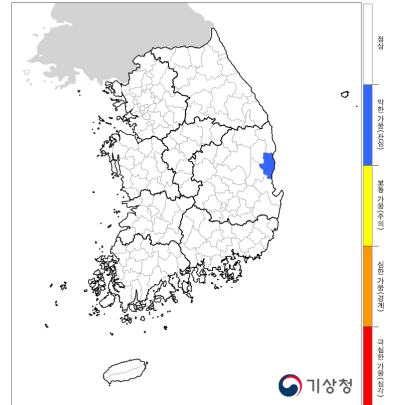 정상
약한 가뭄(관심)
보통 가뭄(주의)
심한 가뭄(경계)
극심한 가뭄(심각)
기상청